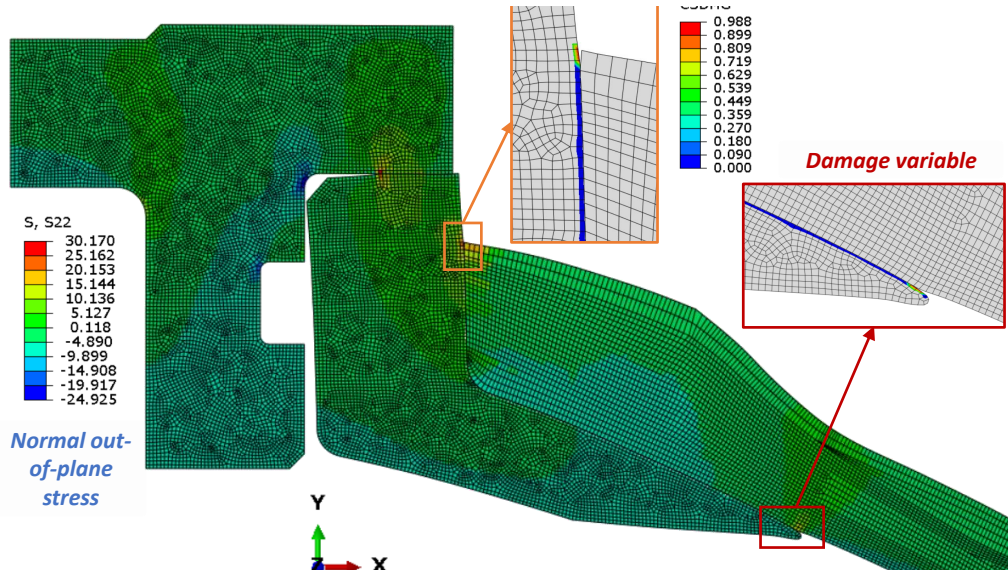 CSDMG
0.988
0.899
0.809
0.719
0.629
0.539
0.449
0.359
0.270
0.180
0.090
0.000
Damage variable
S, S22
30.170
25.162
20.153
15.144
10.136
5.127
0.118
-4.890
-9.899
-14.908
-19.917
-24.925
Normal out-
of-plane
stress
Y
Z
X